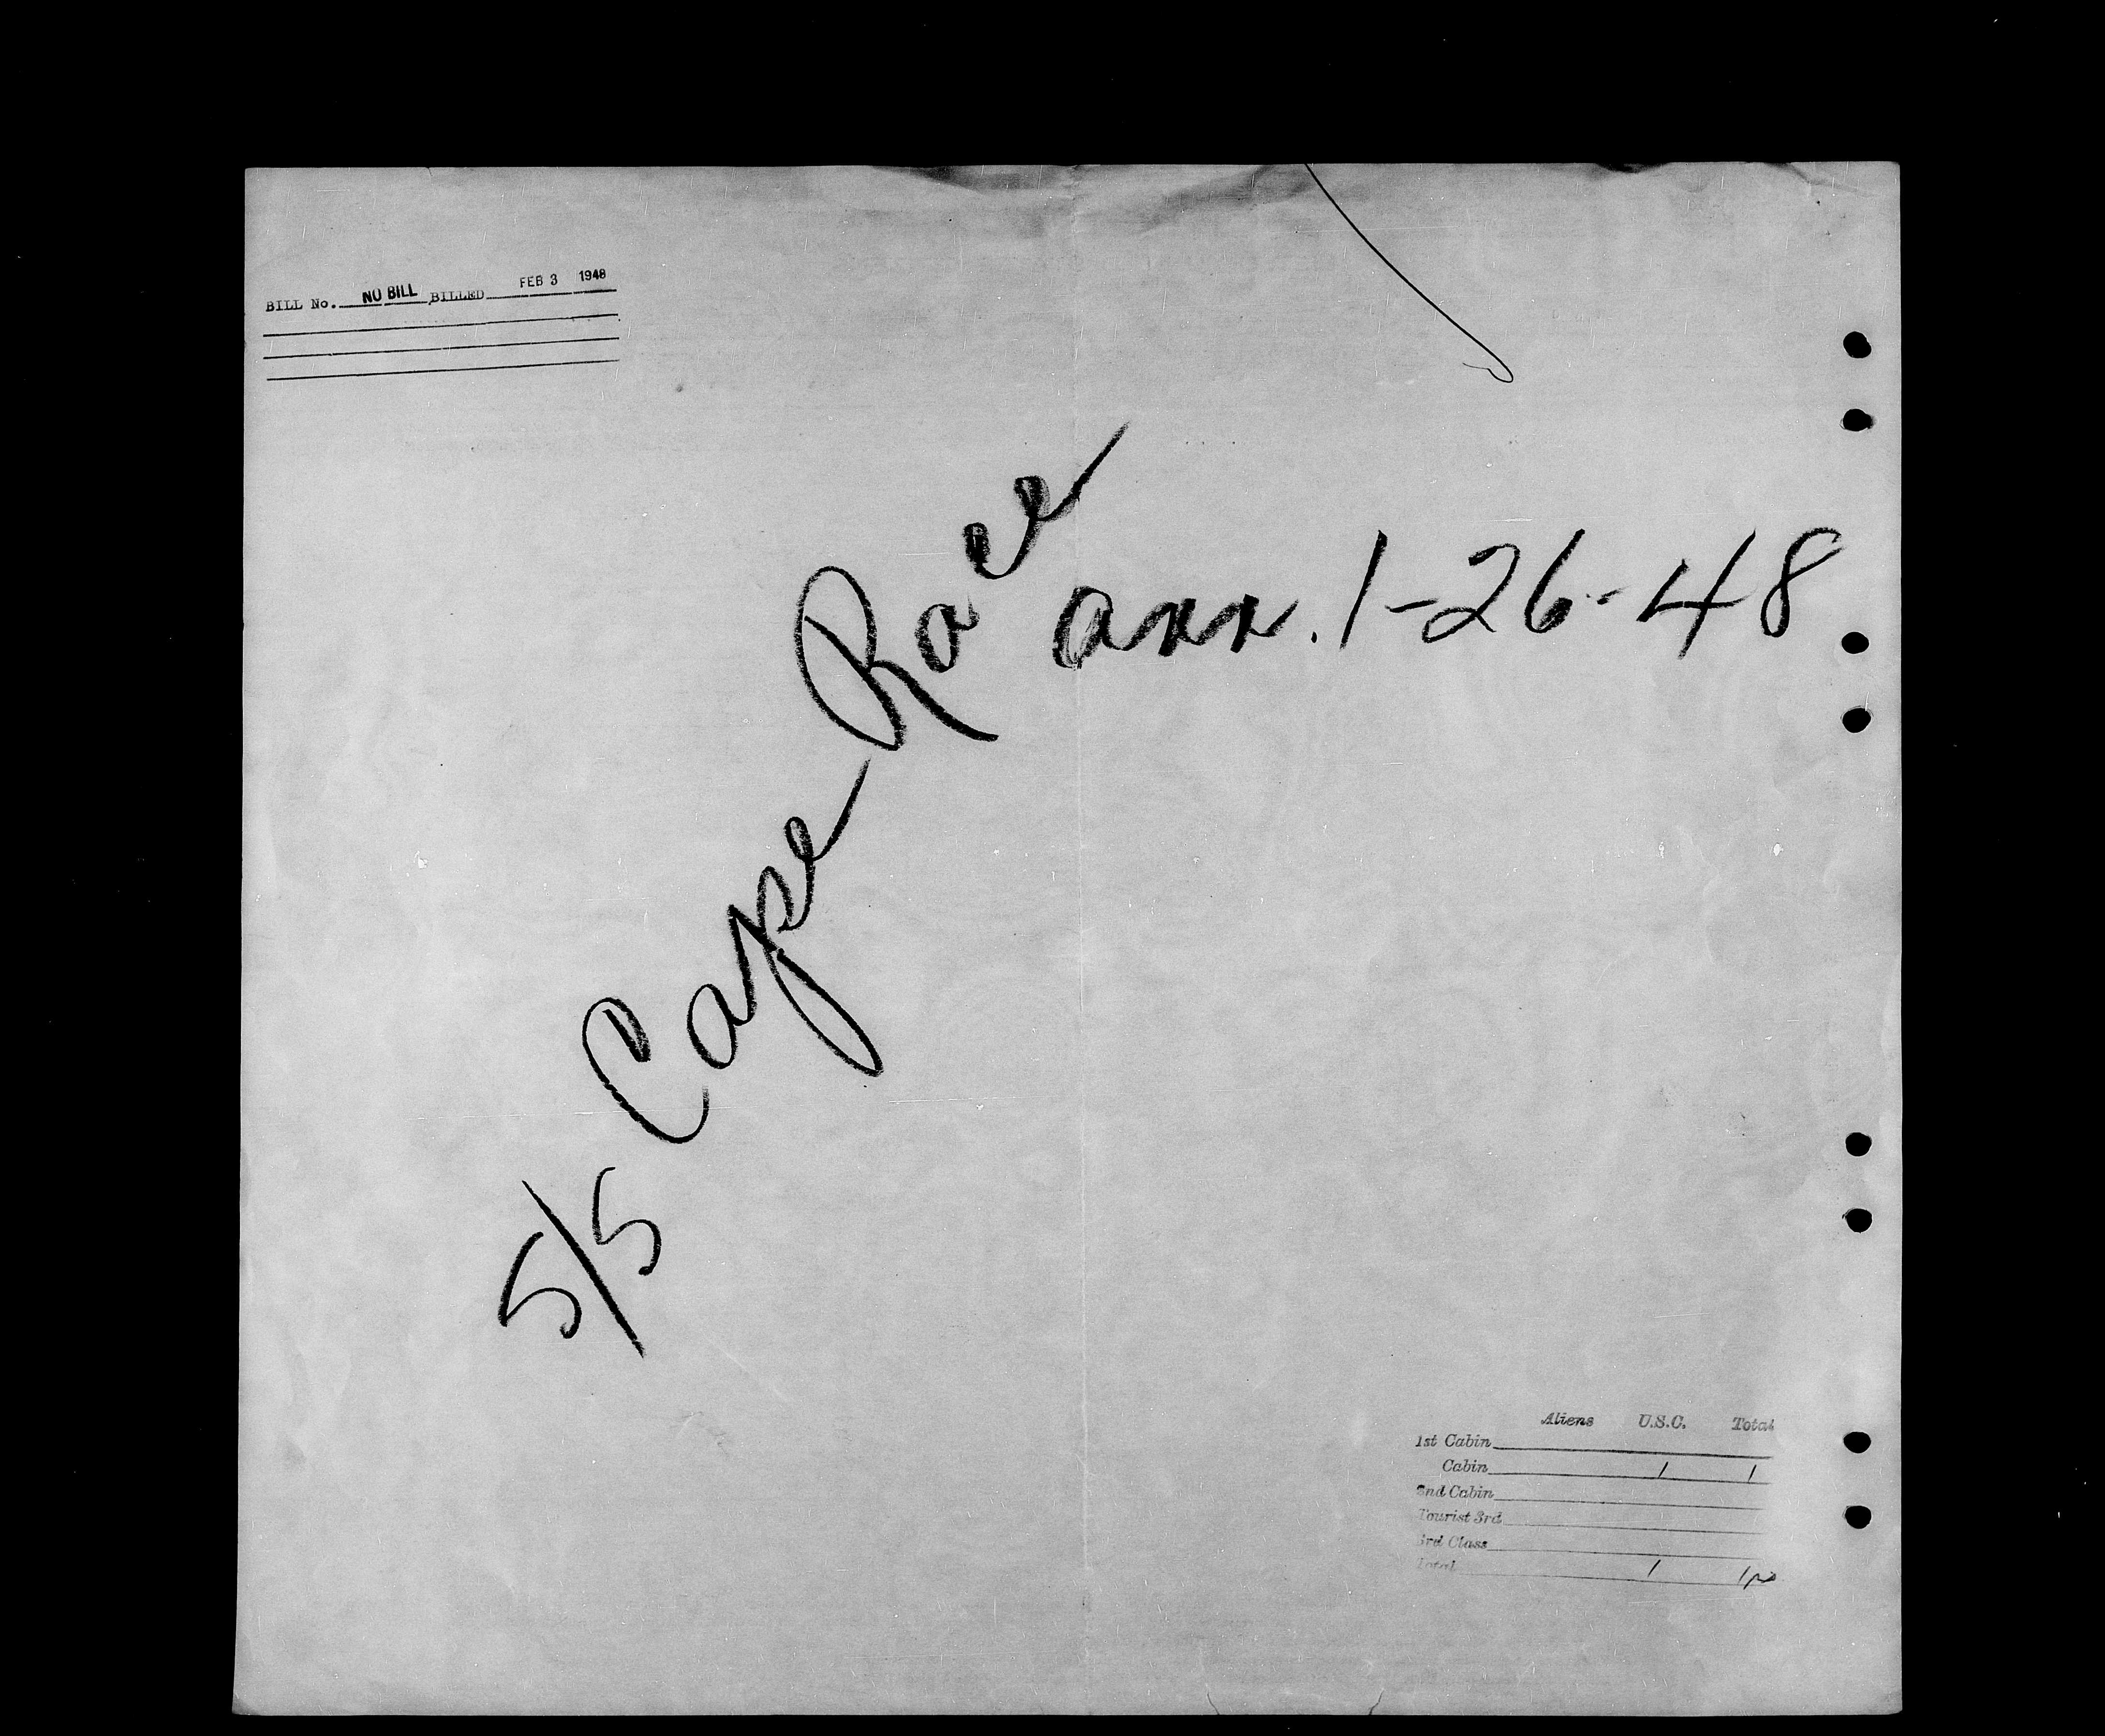 BILL No. NO BILL BILLED FEB 3 1948
S/S Cape Race
arr. 1-26-48
Aliens U.S.C. Total
1st Cabin
Cabin 1 1
2nd Cabin
Tourist 3rd
3rd Class
Total 1 1